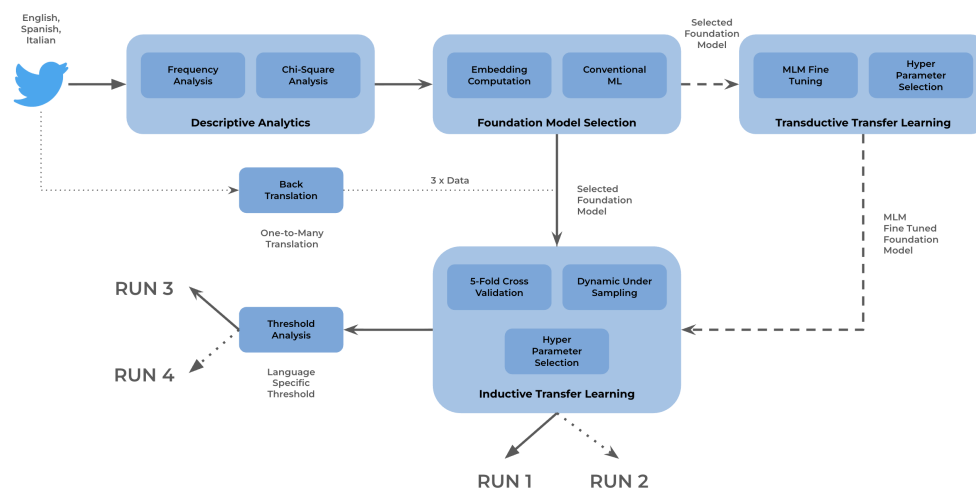 English,
Spanish,
Italian
Frequency
Analysis
Chi-Square
Analysis
Descriptive Analytics
Embedding
Computation
Conventional
ML
Foundation Model Selection
Selected
Foundation
Model
MLM Fine
Tuning
Hyper
Parameter
Selection
Transductive Transfer Learning
Back
Translation
One-to-Many
Translation
3 x Data
Selected
Foundation
Model
MLM
Fine Tuned
Foundation
Model
5-Fold Cross
Validation
Dynamic Under
Sampling
Hyper
Parameter
Selection
Inductive Transfer Learning
Threshold
Analysis
Language
Specific
Threshold
RUN 3
RUN 4
RUN 1
RUN 2